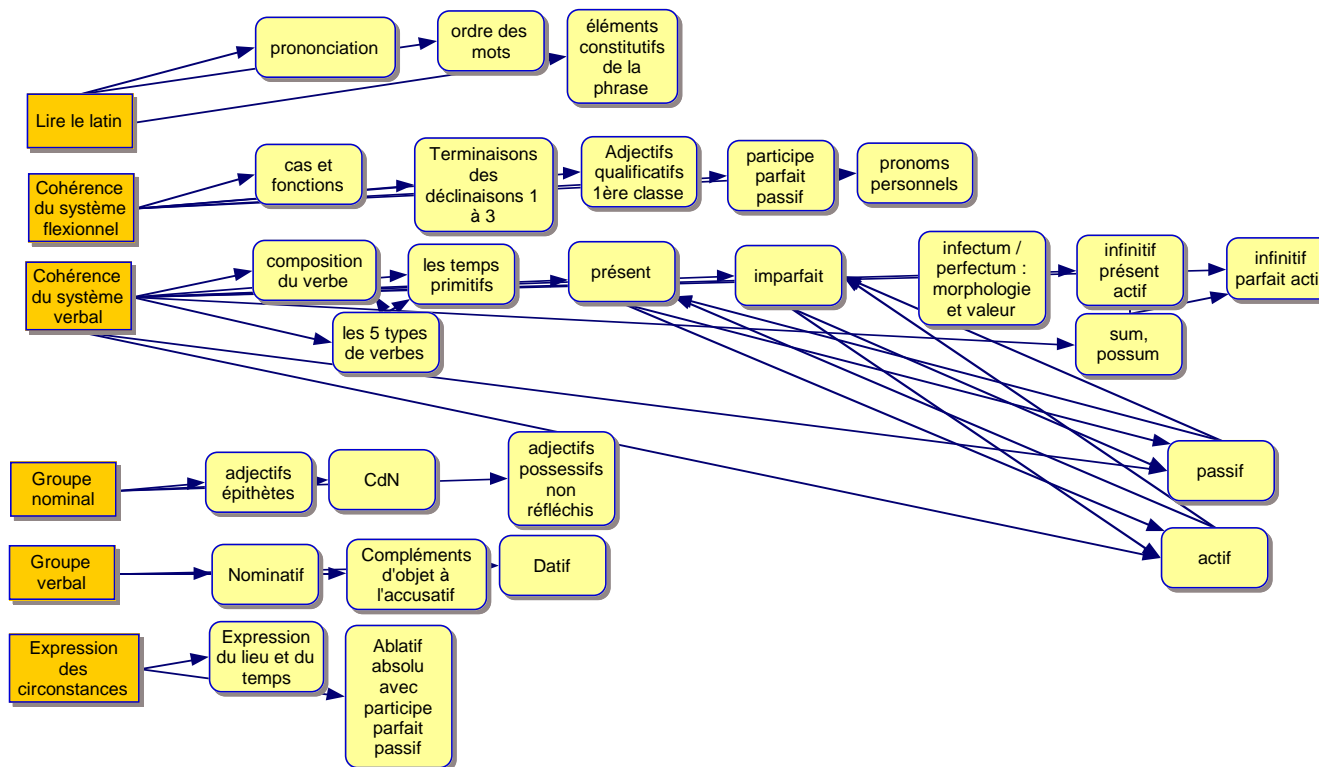 Lire le latin
prononciation
ordre des
mots
éléments
constitutifs
de la
phrase
Cohérence
du système
flexionnel
cas et
fonctions
Terminaisons
des
déclinaisons 1
à 3
Adjectifs
qualificatifs
1ère classe
participe
parfait
passif
pronoms
personnels
Cohérence
du système
verbal
composition
du verbe
les temps
primitifs
les 5 types
de verbes
présent
imparfait
infectum /
perfectum :
morphologie
et valeur
infinitif
présent
actif
infinitif
parfait actif
sum,
possum
passif
actif
Groupe
nominal
adjectifs
épithètes
CdN
adjectifs
possessifs
non
réfléchis
Groupe
verbal
Nominatif
Compléments
d'objet à
l'accusatif
Datif
Expression
des
circonstances
Expression
du lieu et du
temps
Ablatif
absolu
avec
participe
parfait
passif